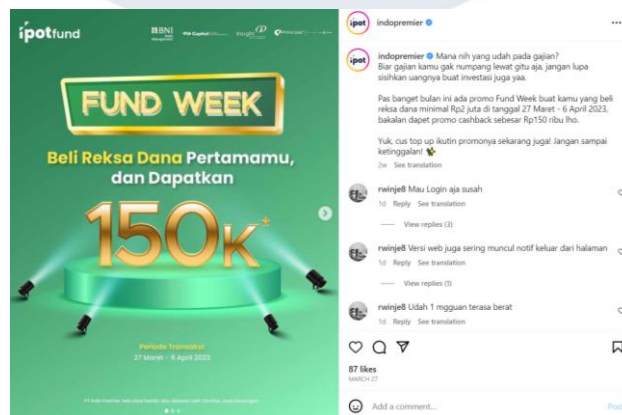 ipotfund
BNI
FUND WEEK
Beli Reksa Dana Pertamamu,
dan Dapatkan
150K*
Periode Transaksi
27 Maret - 6 April 2023
ipot
indopremier
ipot
indopremier Mana nih yang udah pada gajian?
Biar gajian kamu gak numpang lewat gitu aja, jangan lupa
sisihkan uangnya buat investasi juga yaa.
Pas banget bulan ini ada promo Fund Week buat kamu yang beli
reksa dana minimal Rp2 juta di tanggal 27 Maret - 6 April 2023,
bakalan dapet promo cashback sebesar Rp150 ribu lho.
Yuk, cus top up ikutin promonya sekarang juga! Jangan sampai
ketinggalan!
2w See translation
rwinje8 Mau Login aja susah
1d Reply See translation
View replies (3)
rwinje8 Versi web juga sering muncul notif keluar dari halaman
1d Reply See translation
View replies (1)
rwinje8 Udah 1 mgguan terasa berat
1d Reply See translation
87 likes
MARCH 27
Add a comment...
Post